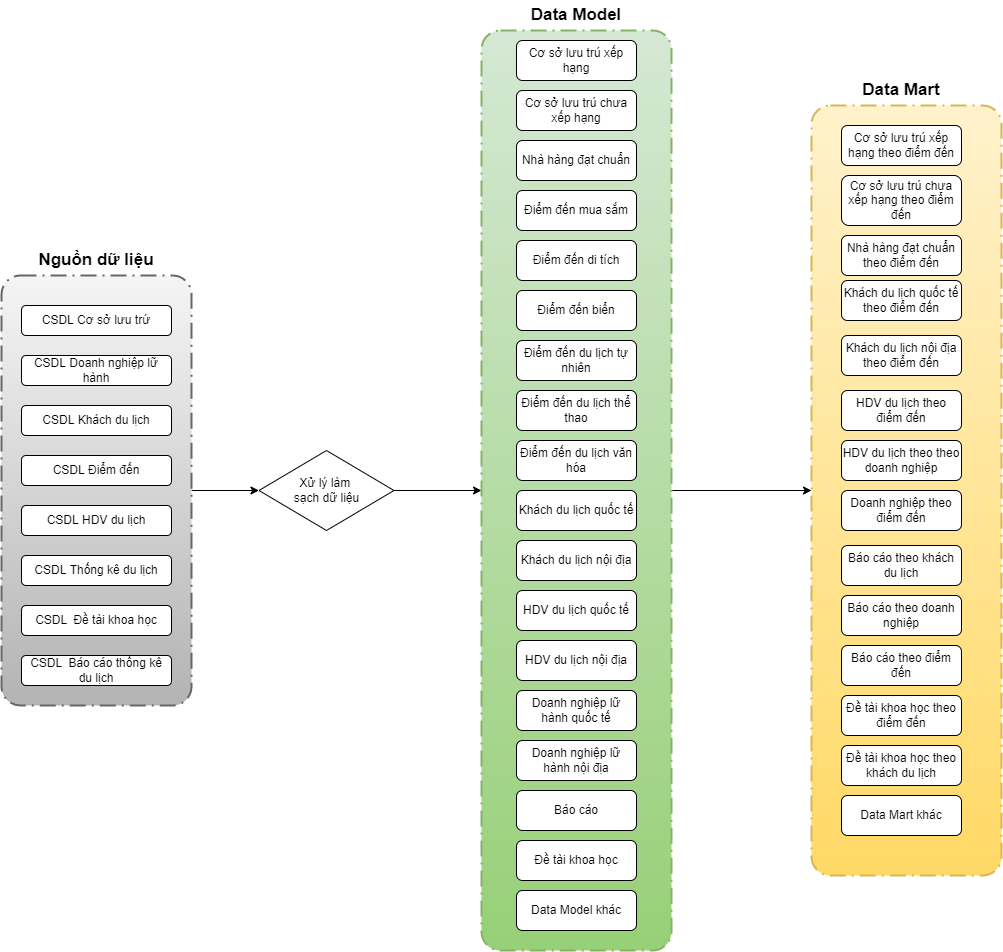 Nguồn dữ liệu
CSDL Cơ sở lưu trứ
CSDL Doanh nghiệp lữ
hành
CSDL Khách du lịch
CSDL Điểm đến
CSDL HDV du lịch
CSDL Thống kê du lịch
CSDL  Đề tài khoa học
CSDL  Báo cáo thống kê
du lịch
Xử lý làm
sạch dữ liệu
Data Model
Cơ sở lưu trú xếp
hạng
Cơ sở lưu trú chưa
xếp hạng
Nhà hàng đạt chuẩn
Điểm đến mua sắm
Điểm đến di tích
Điểm đến biển
Điểm đến du lịch tự
nhiên
Điểm đến du lịch thể
thao
Điểm đến du lịch văn
hóa
Khách du lịch quốc tế
Khách du lịch nội địa
HDV du lịch quốc tế
HDV du lịch nội địa
Doanh nghiệp lữ
hành quốc tế
Doanh nghiệp lữ
hành nội địa
Báo cáo
Đề tài khoa học
Data Model khác
Data Mart
Cơ sở lưu trú xếp
hạng theo điểm đến
Cơ sở lưu trú chưa
xếp hạng theo điểm
đến
Nhà hàng đạt chuẩn
theo điểm đến
Khách du lịch quốc tế
theo điểm đến
Khách du lịch nội địa
theo điểm đến
HDV du lịch theo
điểm đến
HDV du lịch theo theo
doanh nghiệp
Doanh nghiệp theo
điểm đến
Báo cáo theo khách
du lịch
Báo cáo theo doanh
nghiệp
Báo cáo theo điểm
đến
Đề tài khoa học theo
điểm đến
Đề tài khoa học theo
khách du lịch
Data Mart khác